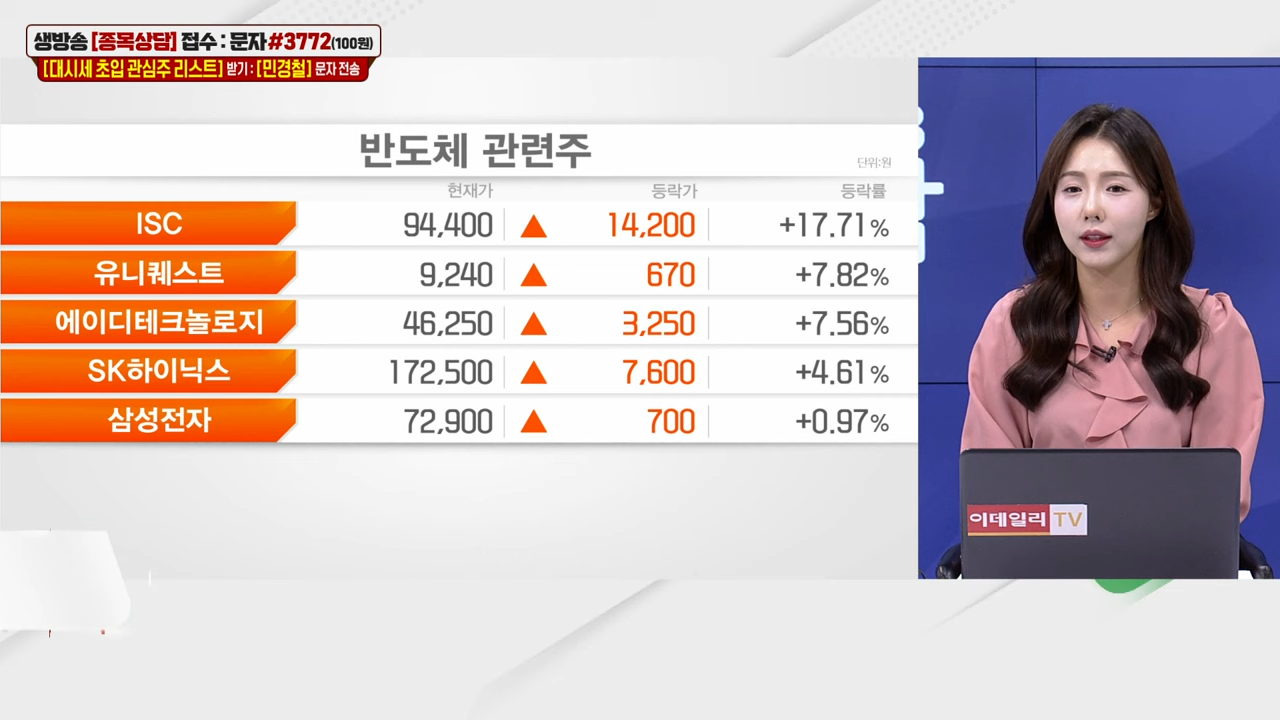 생방송 [종목상담] 접수 : 문자#3772(100원)
[대시세 초입 관심주 리스트] 받기 : [민경철] 문자 전송
반도체 관련주
단위:원
현재가 등락가 등락률
ISC 94,400 ▲ 14,200 +17.71%
유니퀘스트 9,240 ▲ 670 +7.82%
에이디테크놀로지 46,250 ▲ 3,250 +7.56%
SK하이닉스 172,500 ▲ 7,600 +4.61%
삼성전자 72,900 ▲ 700 +0.97%
이데일리 TV